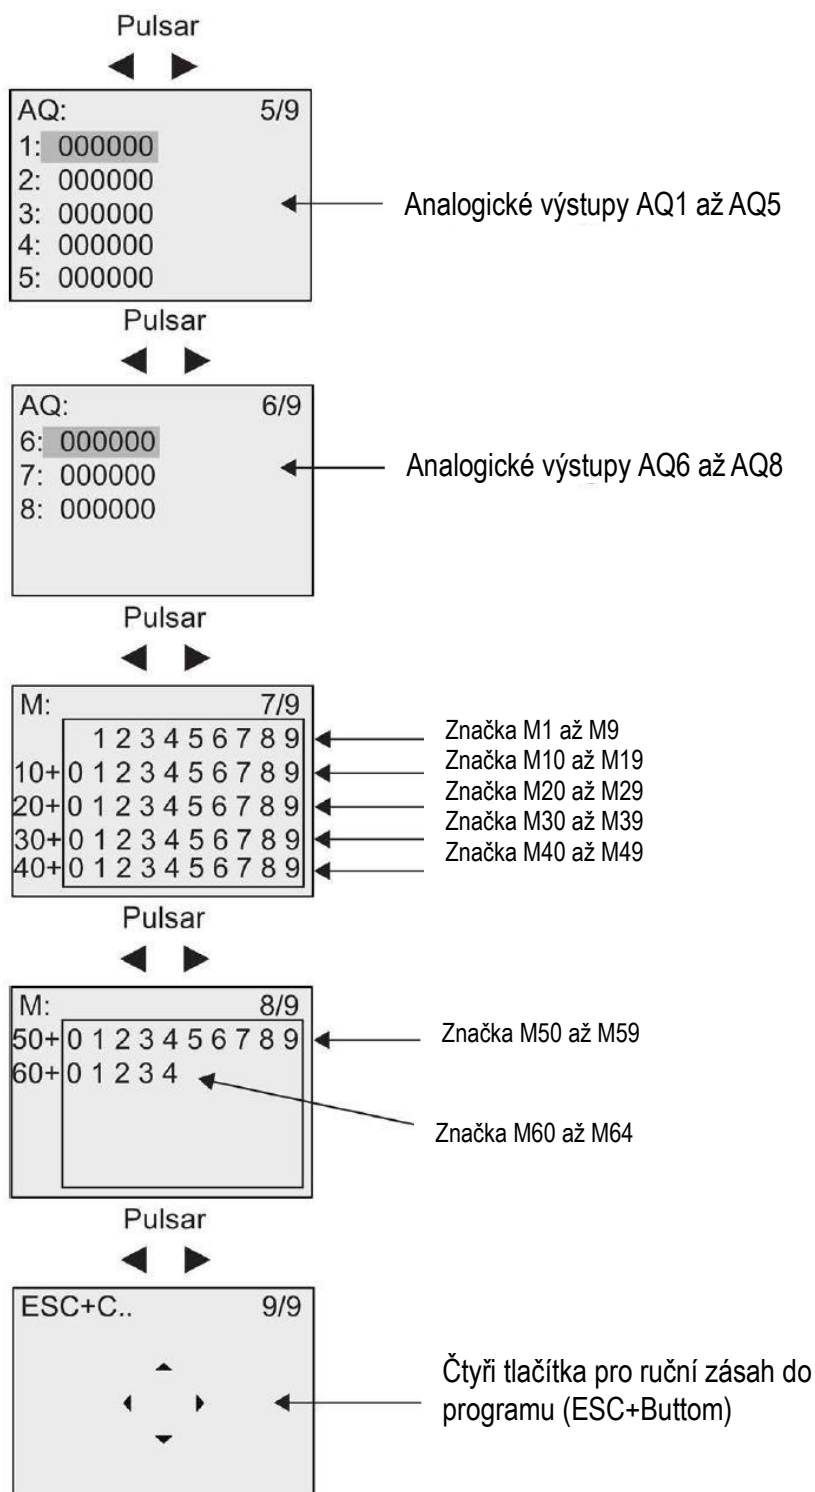 Pulsar
AQ: 5/9
1: 000000
2: 000000
3: 000000
4: 000000
5: 000000
Analogické výstupy AQ1 až AQ5
Pulsar
AQ: 6/9
6: 000000
7: 000000
8: 000000
Analogické výstupy AQ6 až AQ8
Pulsar
M: 7/9
1 2 3 4 5 6 7 8 9
10+0 1 2 3 4 5 6 7 8 9
20+0 1 2 3 4 5 6 7 8 9
30+0 1 2 3 4 5 6 7 8 9
40+0 1 2 3 4 5 6 7 8 9
Značka M1 až M9
Značka M10 až M19
Značka M20 až M29
Značka M30 až M39
Značka M40 až M49
Pulsar
M: 8/9
50+0 1 2 3 4 5 6 7 8 9
60+0 1 2 3 4
Značka M50 až M59
Značka M60 až M64
Pulsar
ESC+C.. 9/9
Čtyři tlačítka pro ruční zásah do
programu (ESC+Buttom)